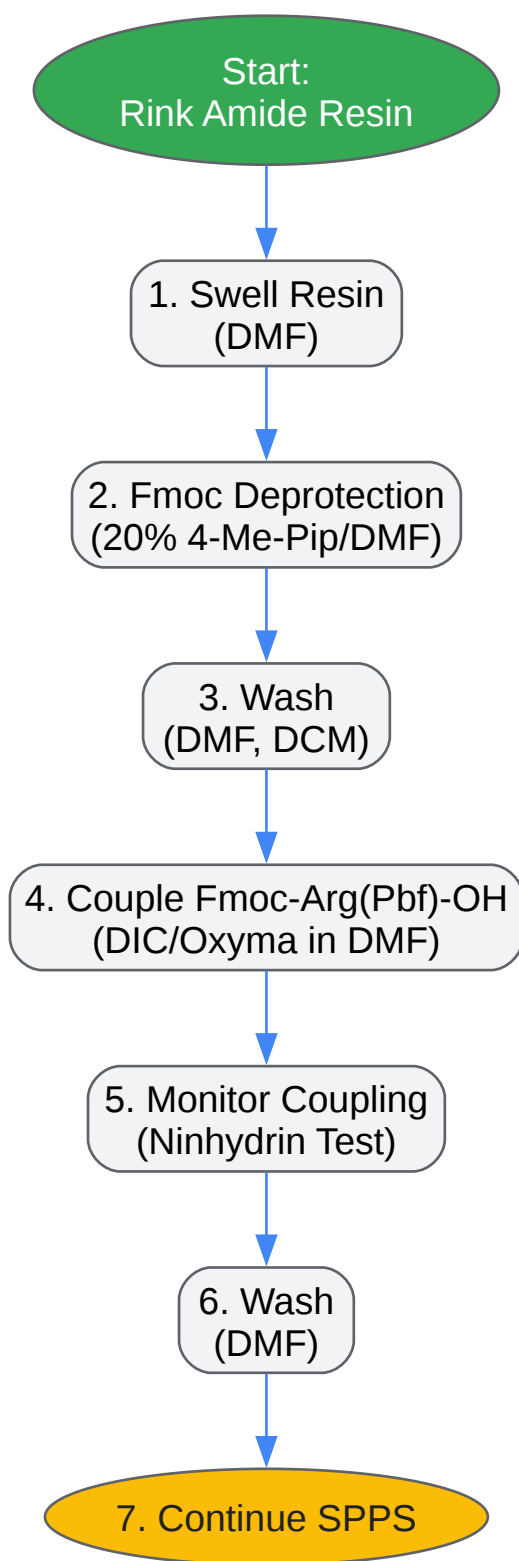 Start:
Rink Amide Resin
1. Swell Resin
(DMF)
2. Fmoc Deprotection
(20% 4-Me-Pip/DMF)
3. Wash
(DMF, DCM)
4. Couple Fmoc-Arg(Pbf)-OH
(DIC/Oxyma in DMF)
5. Monitor Coupling
(Ninhydrin Test)
6. Wash
(DMF)
7. Continue SPPS